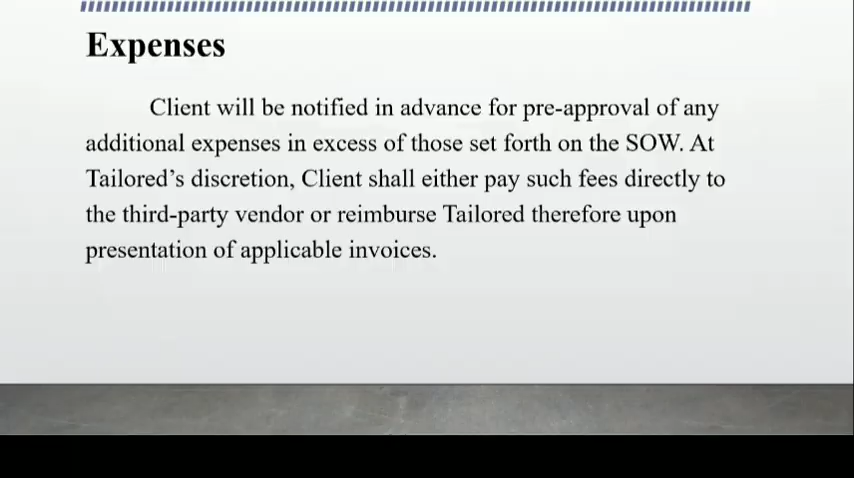 Expenses
Client will be notified in advance for pre-approval of any
additional expenses in excess of those set forth on the SOW. At
Tailored’s discretion, Client shall either pay such fees directly to
the third-party vendor or reimburse Tailored therefore upon
presentation of applicable invoices.